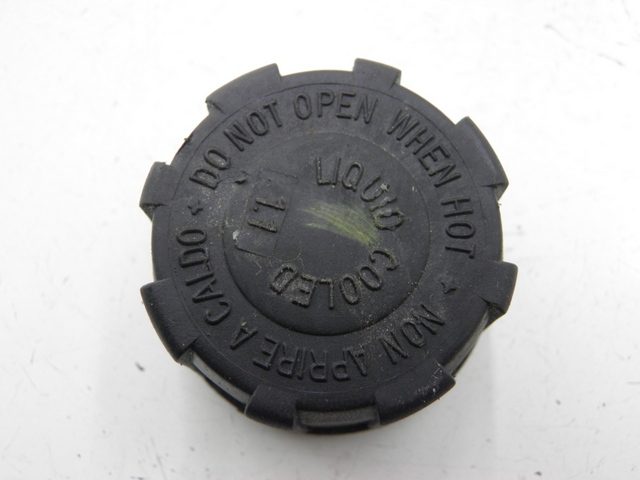 DO NOT OPEN WHEN HOT
NON APRIRE A CALDO
LIQUID COOLED
1.1